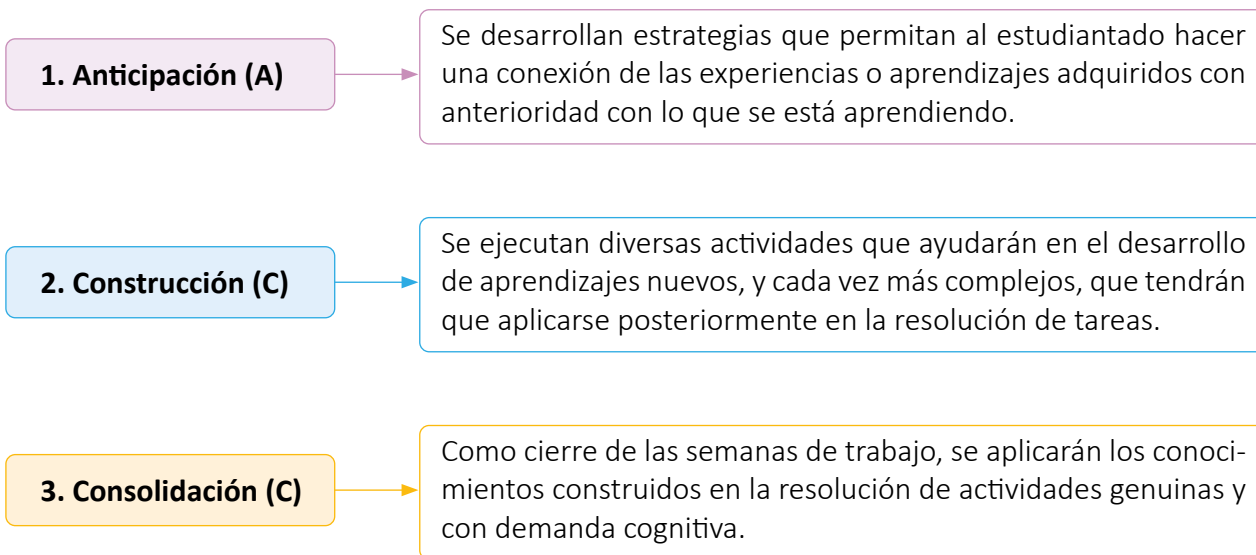 1. Anticipación (A)
Se desarrollan estrategias que permitan al estudiantado hacer
una conexión de las experiencias o aprendizajes adquiridos con
anterioridad con lo que se está aprendiendo.
2. Construcción (C)
Se ejecutan diversas actividades que ayudarán en el desarrollo
de aprendizajes nuevos, y cada vez más complejos, que tendrán
que aplicarse posteriormente en la resolución de tareas.
3. Consolidación (C)
Como cierre de las semanas de trabajo, se aplicarán los conoci-
mientos construidos en la resolución de actividades genuinas y
con demanda cognitiva.